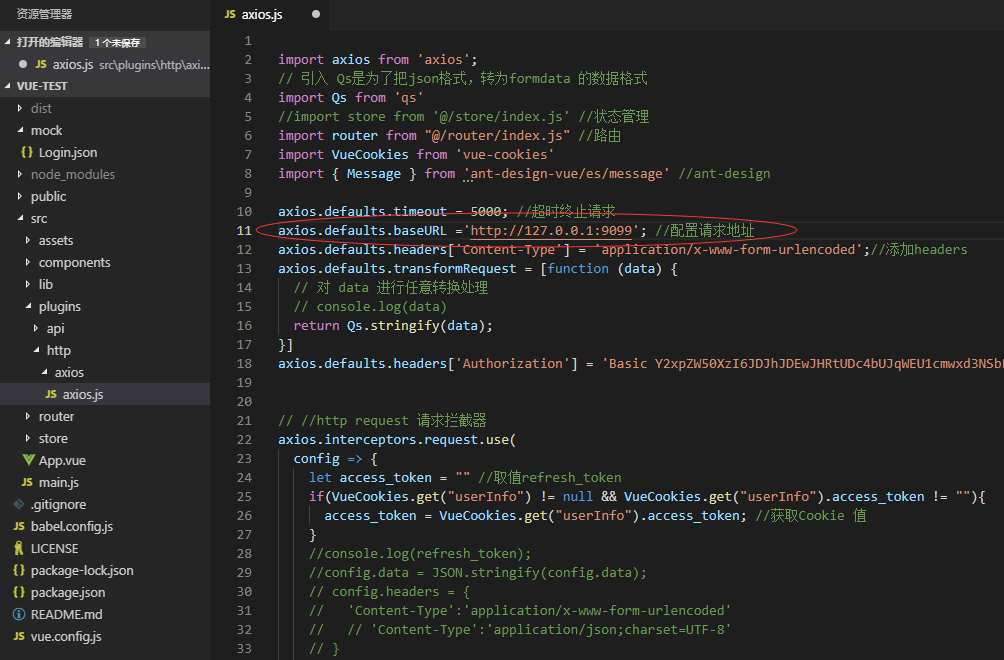 资源管理器
打开的编辑器 1 个未保存
JS axios.js src\plugins\http\axi...
VUE-TEST
dist
mock
{} Login.json
node_modules
public
src
assets
components
lib
plugins
api
http
axios
JS axios.js
router
store
App.vue
JS main.js
.gitignore
JS babel.config.js
LICENSE
{} package-lock.json
{} package.json
README.md
JS vue.config.js
JS axios.js
1
2 import axios from 'axios';
3 // 引入 Qs是为了把json格式，转为formdata 的数据格式
4 import Qs from 'qs'
5 //import store from '@/store/index.js' //状态管理
6 import router from "@/router/index.js" //路由
7 import VueCookies from 'vue-cookies'
8 import { Message } from 'ant-design-vue/es/message' //ant-design
9
10 axios.defaults.timeout = 5000; //超时终止请求
11 axios.defaults.baseURL ='http://127.0.0.1:9099'; //配置请求地址
12 axios.defaults.headers['Content-Type'] = 'application/x-www-form-urlencoded';//添加headers
13 axios.defaults.transformRequest = [function (data) {
14 // 对 data 进行任意转换处理
15 // console.log(data)
16 return Qs.stringify(data);
17 }]
18 axios.defaults.headers['Authorization'] = 'Basic Y2xpZW50XzI6JDJhJDEwJHRtUDc4bUJqWEU1cmwxd3NSb
19
20
21 // //http request 请求拦截器
22 axios.interceptors.request.use(
23 config => {
24 let access_token = "" //取值refresh_token
25 if(VueCookies.get("userInfo") != null && VueCookies.get("userInfo").access_token != ""){
26 access_token = VueCookies.get("userInfo").access_token; //获取Cookie 值
27 }
28 //console.log(refresh_token);
29 //config.data = JSON.stringify(config.data);
30 // config.headers = {
31 // 'Content-Type':'application/x-www-form-urlencoded'
32 // // 'Content-Type':'application/json;charset=UTF-8'
33 // }